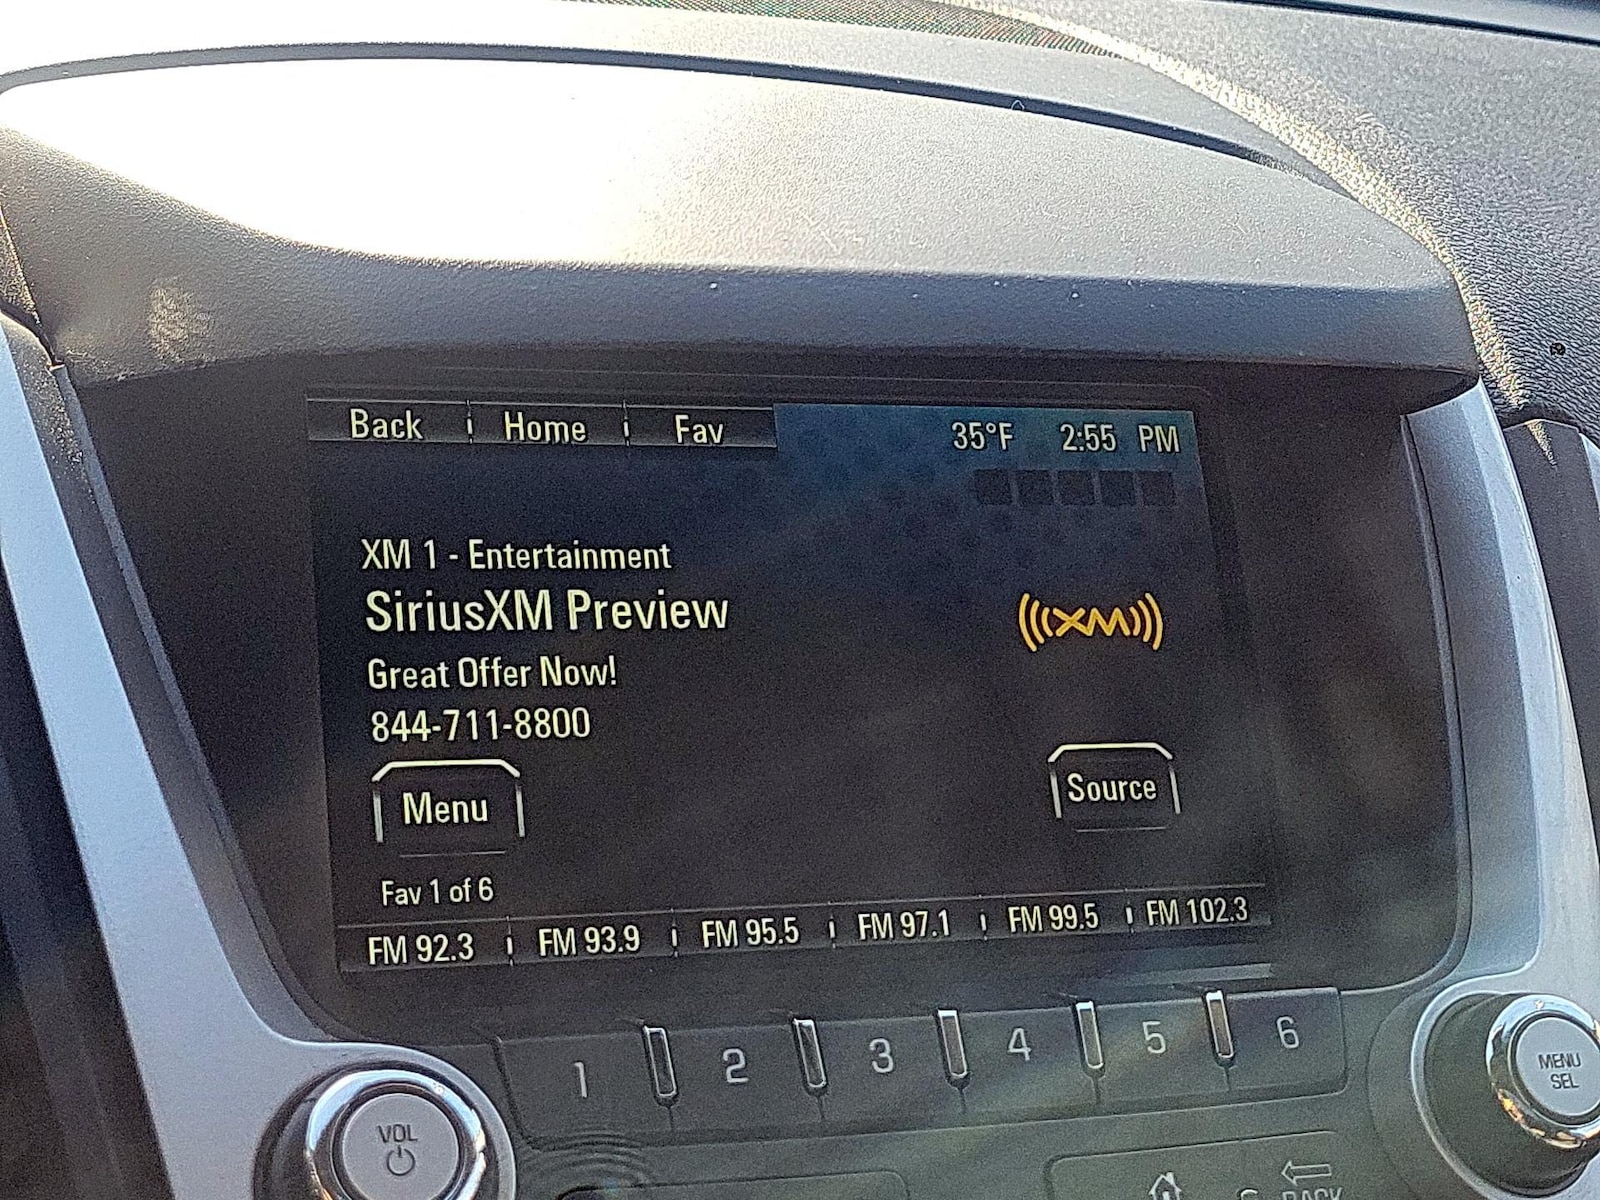 Back Home Fav 35°F 2:55 PM
XM 1 - Entertainment
SiriusXM Preview
XM
Great Offer Now!
844-711-8800
Menu Source
Fav 1 of 6
FM 92.3 FM 93.9 FM 95.5 FM 97.1 FM 99.5 FM 102.3
1 2 3 4 5 6
MENU
SEL
VOL
BACK